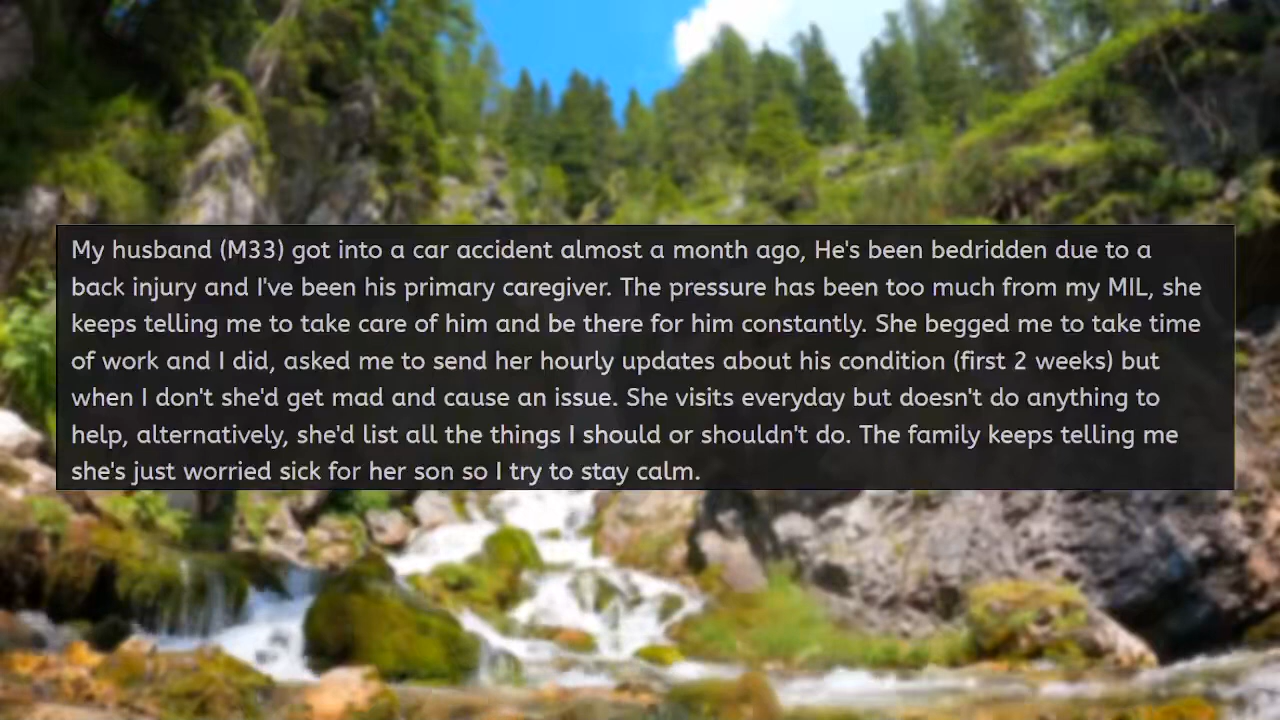 My husband (M33) got into a car accident almost a month ago, He's been bedridden due to a
back injury and I've been his primary caregiver. The pressure has been too much from my MIL, she
keeps telling me to take care of him and be there for him constantly. She begged me to take time
of work and I did, asked me to send her hourly updates about his condition (first 2 weeks) but
when I don't she'd get mad and cause an issue. She visits everyday but doesn't do anything to
help, alternatively, she'd list all the things I should or shouldn't do. The family keeps telling me
she's just worried sick for her son so I try to stay calm.